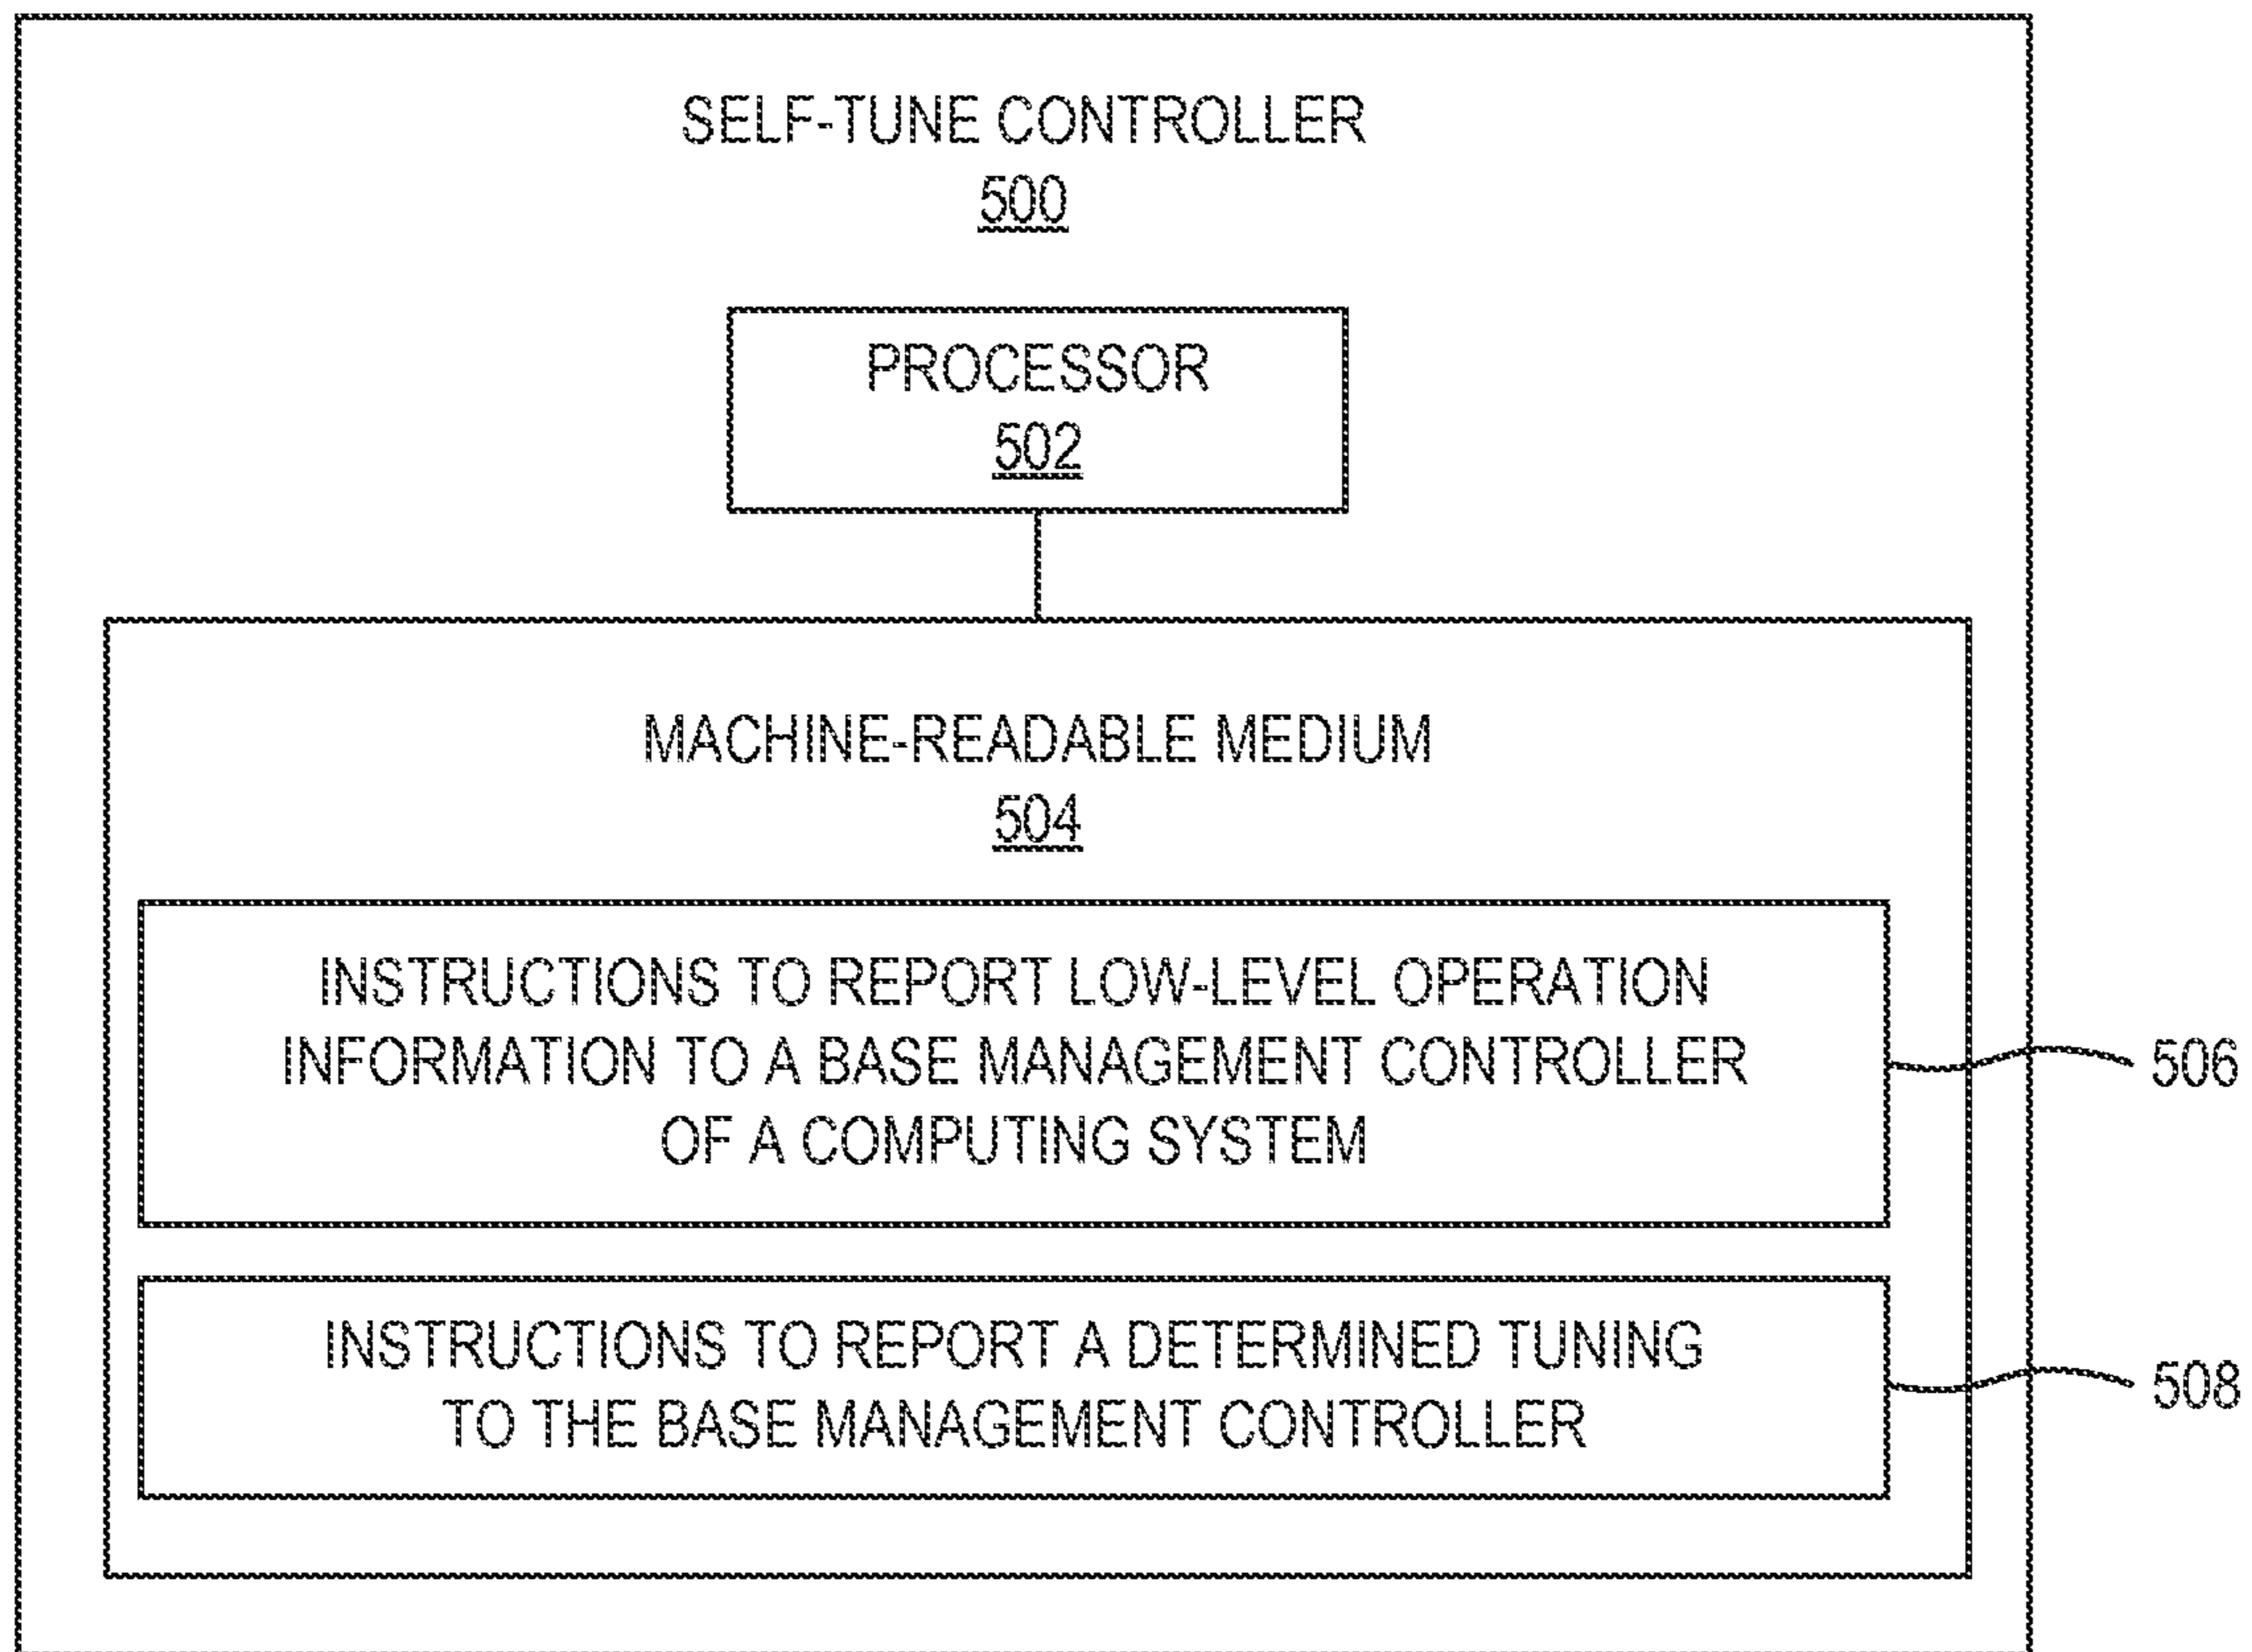 SELF-TUNE CONTROLLER
500
PROCESSOR
502
MACHINE-READABLE MEDIUM
504
INSTRUCTIONS TO REPORT LOW-LEVEL OPERATION
INFORMATION TO A BASE MANAGEMENT CONTROLLER
OF A COMPUTING SYSTEM
506
INSTRUCTIONS TO REPORT A DETERMINED TUNING
TO THE BASE MANAGEMENT CONTROLLER
508